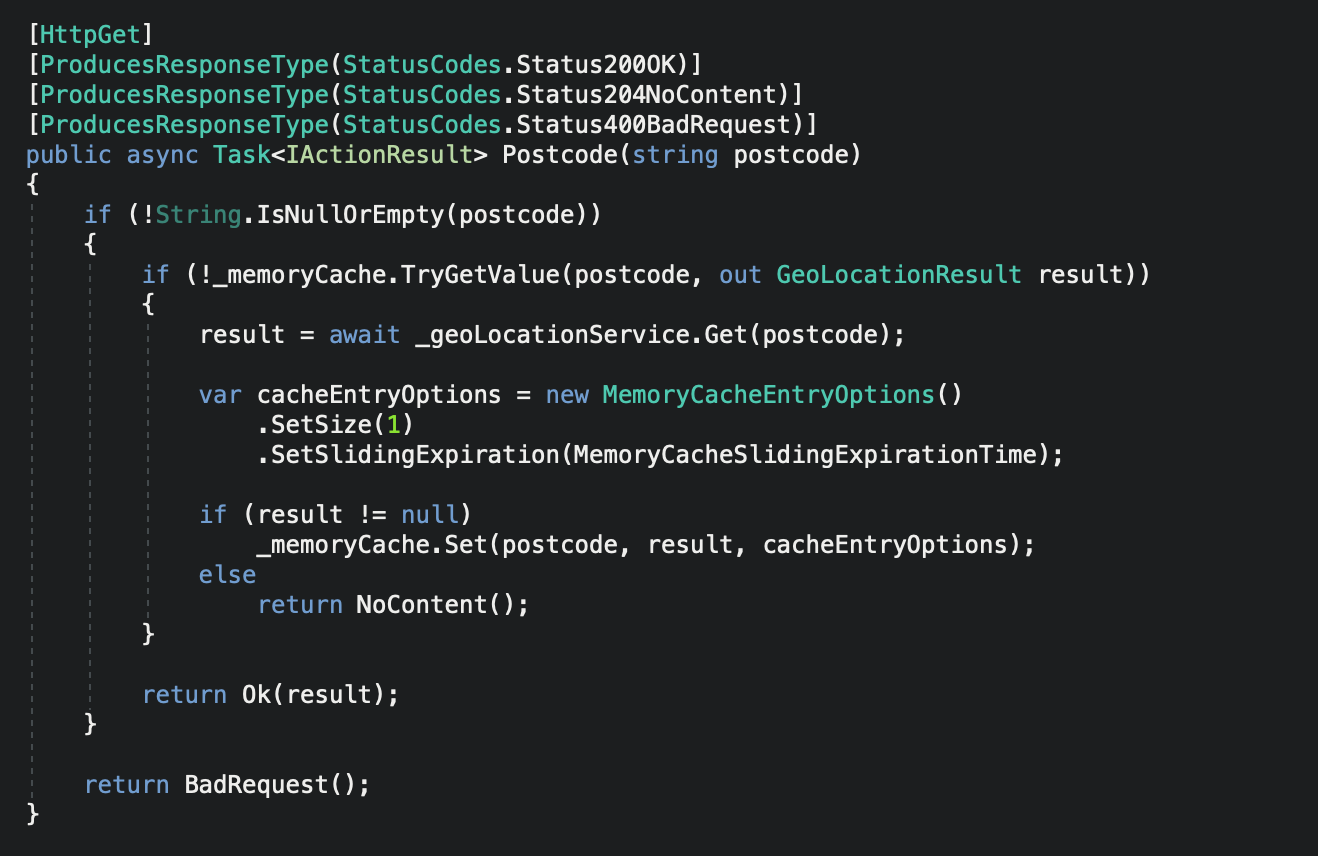 [HttpGet]
[ProducesResponseType(StatusCodes.Status200OK)]
[ProducesResponseType(StatusCodes.Status204NoContent)]
[ProducesResponseType(StatusCodes.Status400BadRequest)]
public async Task<IActionResult> Postcode(string postcode)
{
    if (!String.IsNullOrEmpty(postcode))
    {
        if (!_memoryCache.TryGetValue(postcode, out GeoLocationResult result))
        {
            result = await _geoLocationService.Get(postcode);

            var cacheEntryOptions = new MemoryCacheEntryOptions()
                .SetSize(1)
                .SetSlidingExpiration(MemoryCacheSlidingExpirationTime);

            if (result != null)
                _memoryCache.Set(postcode, result, cacheEntryOptions);
            else
                return NoContent();
        }

        return Ok(result);
    }

    return BadRequest();
}